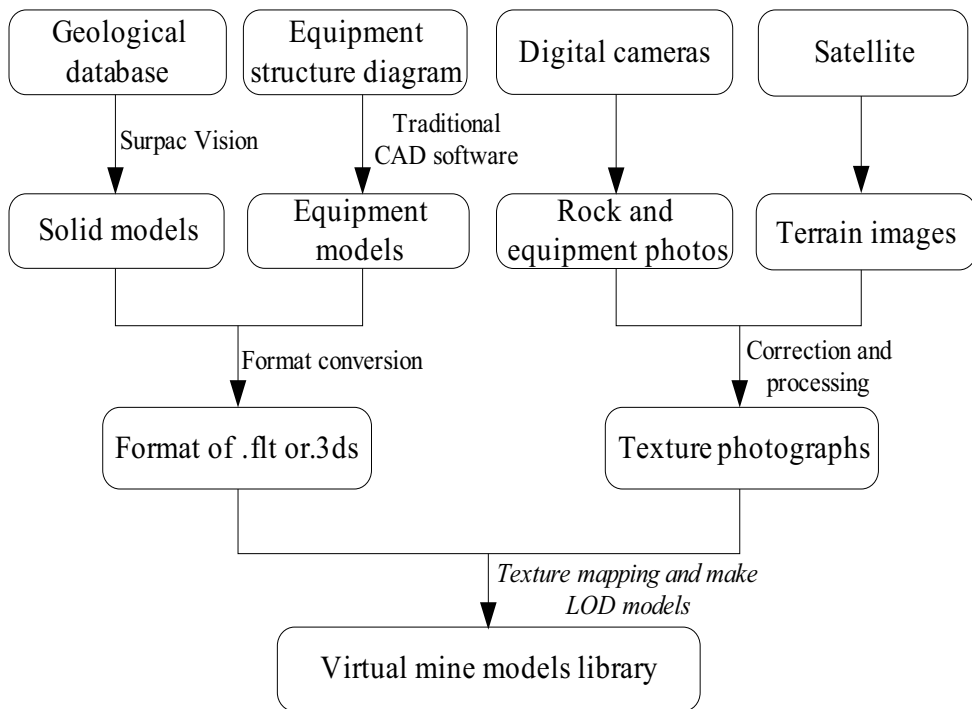 Geological
database
Equipment
structure diagram
Digital cameras
Satellite
Surpac Vision
Traditional
CAD software
Solid models
Equipment
models
Rock and
equipment photos
Terrain images
Format conversion
Correction and
processing
Format of .flt or.3ds
Texture photographs
Texture mapping and make
LOD models
Virtual mine models library